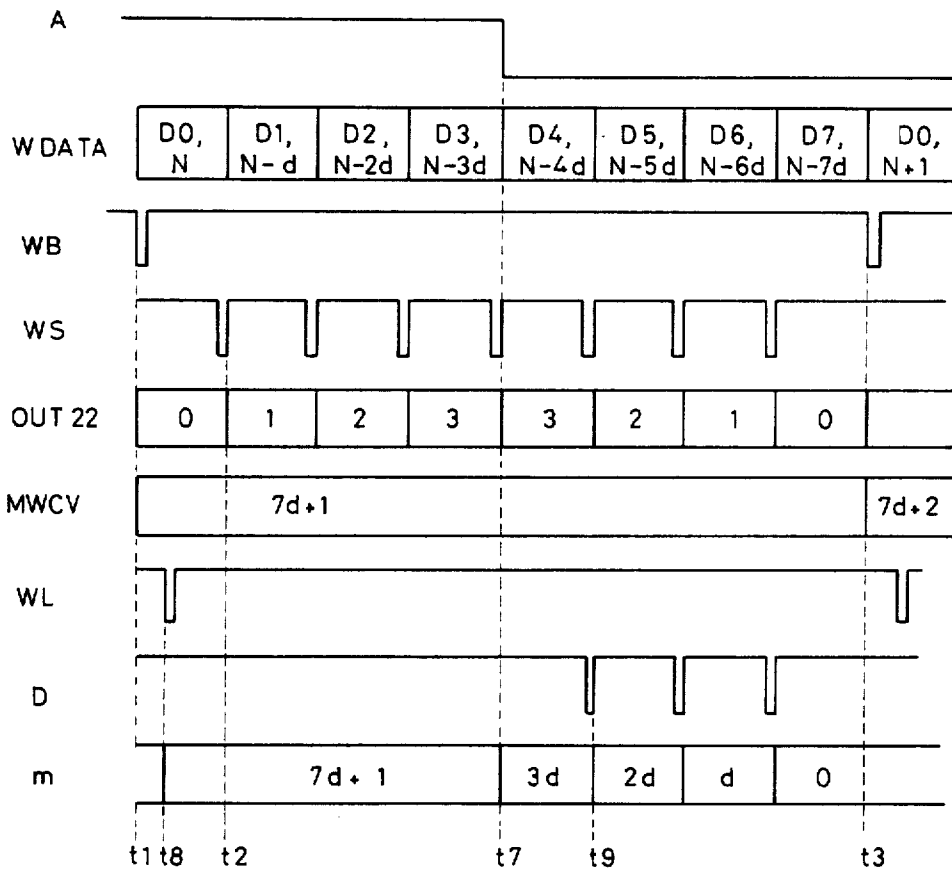 A
W DATA
D0, N
D1, N-d
D2, N-2d
D3, N-3d
D4, N-4d
D5, N-5d
D6, N-6d
D7, N-7d
D0, N+1
WB
WS
OUT 22
0
1
2
3
3
2
1
0
MWCV
7d+1
7d+2
WL
D
m
7d+1
3d
2d
d
0
t1
t8
t2
t7
t9
t3